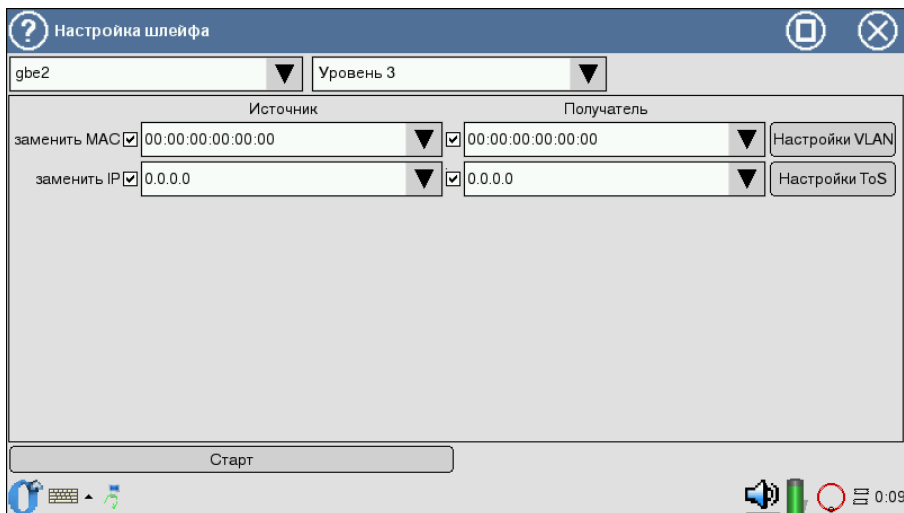 Настройка шлейфа
gbe2 Уровень 3
Источник Получатель
заменить MAC 00:00:00:00:00:00 00:00:00:00:00:00 Настройки VLAN
заменить IP 0.0.0.0 0.0.0.0 Настройки ToS
Старт
0:09